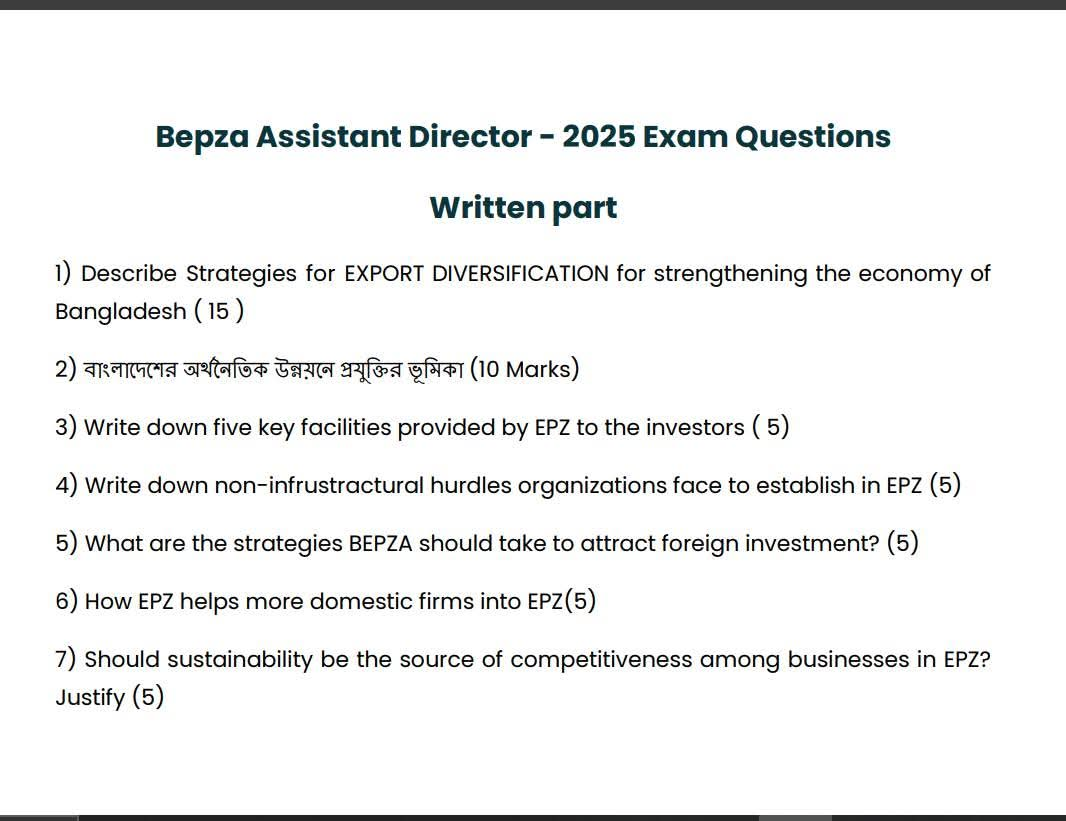 Bepza Assistant Director - 2025 Exam Questions
Written part
1) Describe Strategies for EXPORT DIVERSIFICATION for strengthening the economy of
Bangladesh ( 15 )
2) বাংলাদেশের অর্থনৈতিক উন্নয়নে প্রযুক্তির ভূমিকা (10 Marks)
3) Write down five key facilities provided by EPZ to the investors ( 5)
4) Write down non-infrustractural hurdles organizations face to establish in EPZ (5)
5) What are the strategies BEPZA should take to attract foreign investment? (5)
6) How EPZ helps more domestic firms into EPZ(5)
7) Should sustainability be the source of competitiveness among businesses in EPZ?
Justify (5)